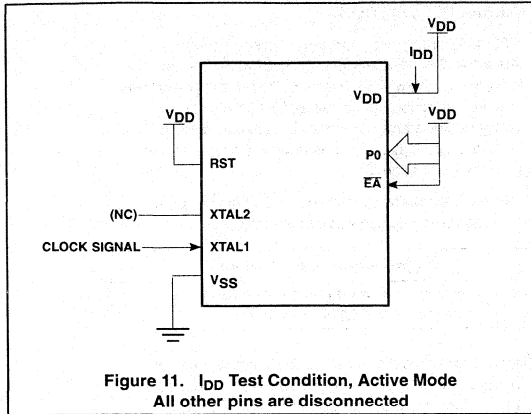 VDD
IDD
VDD
VDD
VDD
P0
RST
EA
(NC)
XTAL2
CLOCK SIGNAL
XTAL1
VSS
Figure 11. IDD Test Condition, Active Mode
All other pins are disconnected